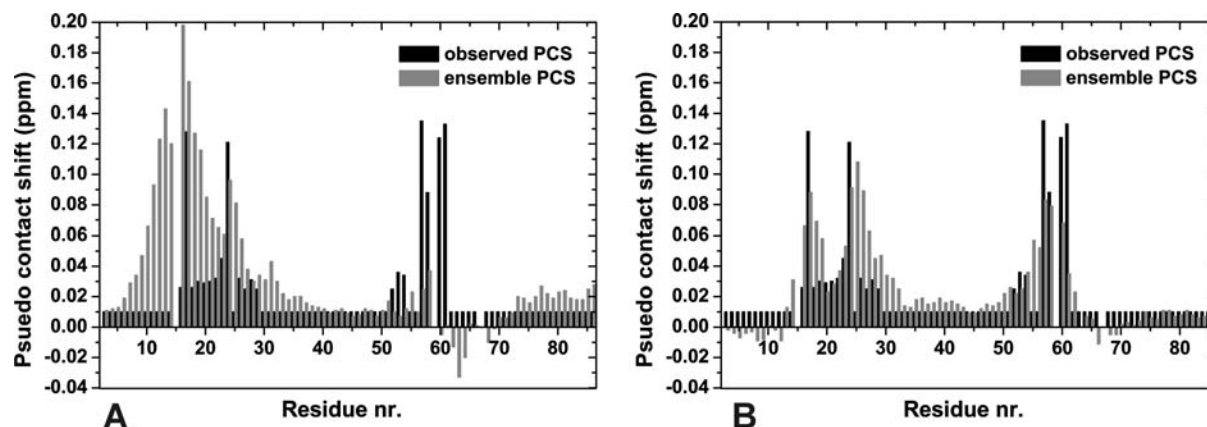 0.20
0.18
0.16
0.14
0.12
0.10
0.08
0.06
0.04
0.02
0.00
-0.02
-0.04
Psuedo contact shift (ppm)
observed PCS
ensemble PCS
10 20 30 40 50 60 70 80
A
Residue nr.
0.20
0.18
0.16
0.14
0.12
0.10
0.08
0.06
0.04
0.02
0.00
-0.02
-0.04
Psuedo contact shift (ppm)
observed PCS
ensemble PCS
10 20 30 40 50 60 70 80
B
Residue nr.